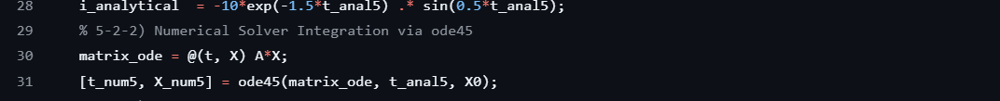 28 i_analytical = -10*exp(-1.5*t_anal5) .* sin(0.5*t_anal5);
29 % 5-2-2) Numerical Solver Integration via ode45
30 matrix_ode = @(t, X) A*X;
31 [t_num5, X_num5] = ode45(matrix_ode, t_anal5, X0);